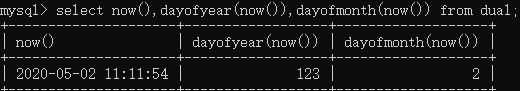 mysql> select now(),dayofyear(now()),dayofmonth(now()) from dual;
+---------------------+------------------+-------------------+
| now()               | dayofyear(now()) | dayofmonth(now()) |
+---------------------+------------------+-------------------+
| 2020-05-02 11:11:54 |              123 |                 2 |
+---------------------+------------------+-------------------+